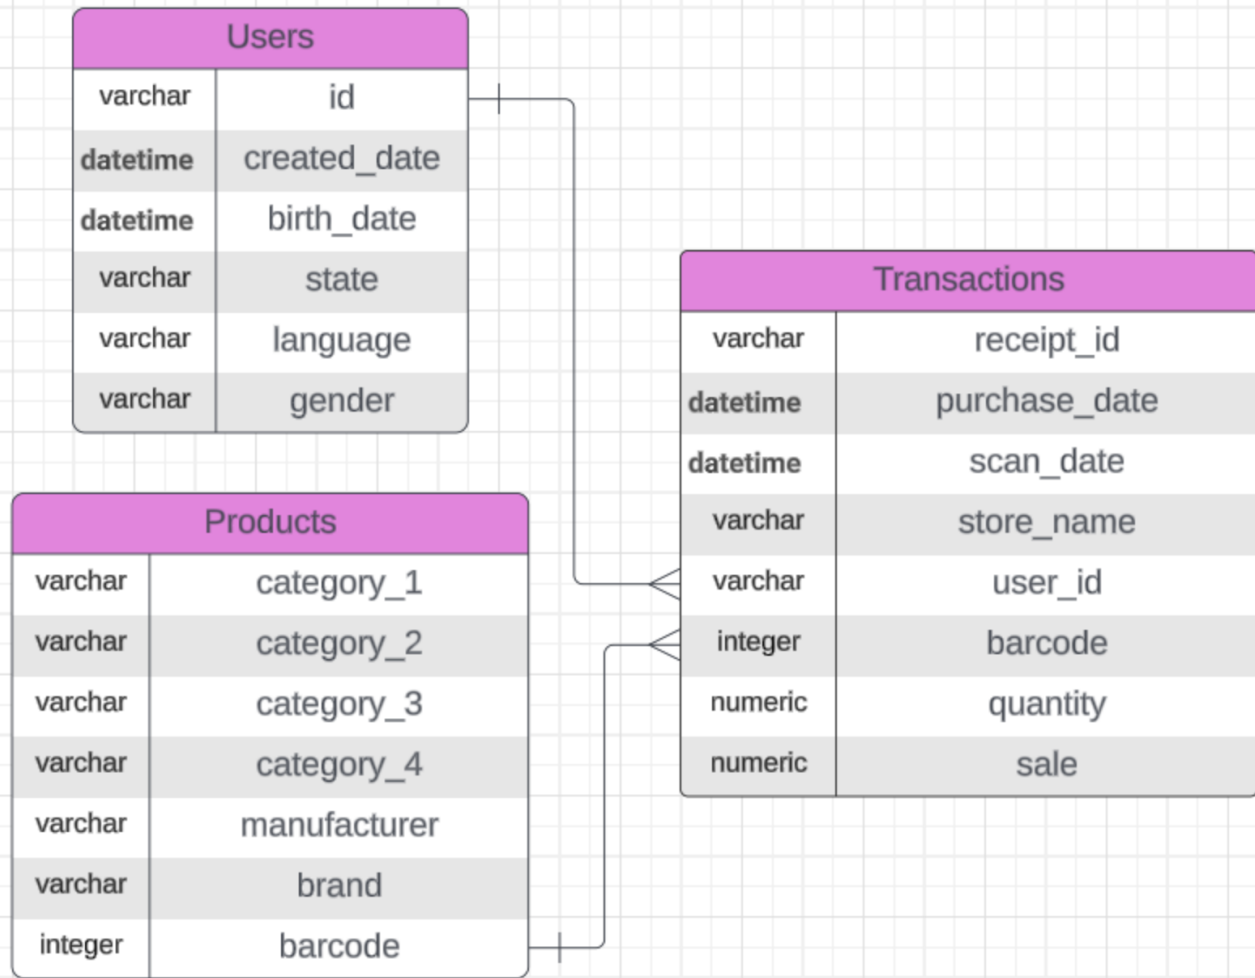 Users
varchar id
datetime created_date
datetime birth_date
varchar state
varchar language
varchar gender
Products
varchar category_1
varchar category_2
varchar category_3
varchar category_4
varchar manufacturer
varchar brand
integer barcode
Transactions
varchar receipt_id
datetime purchase_date
datetime scan_date
varchar store_name
varchar user_id
integer barcode
numeric quantity
numeric sale